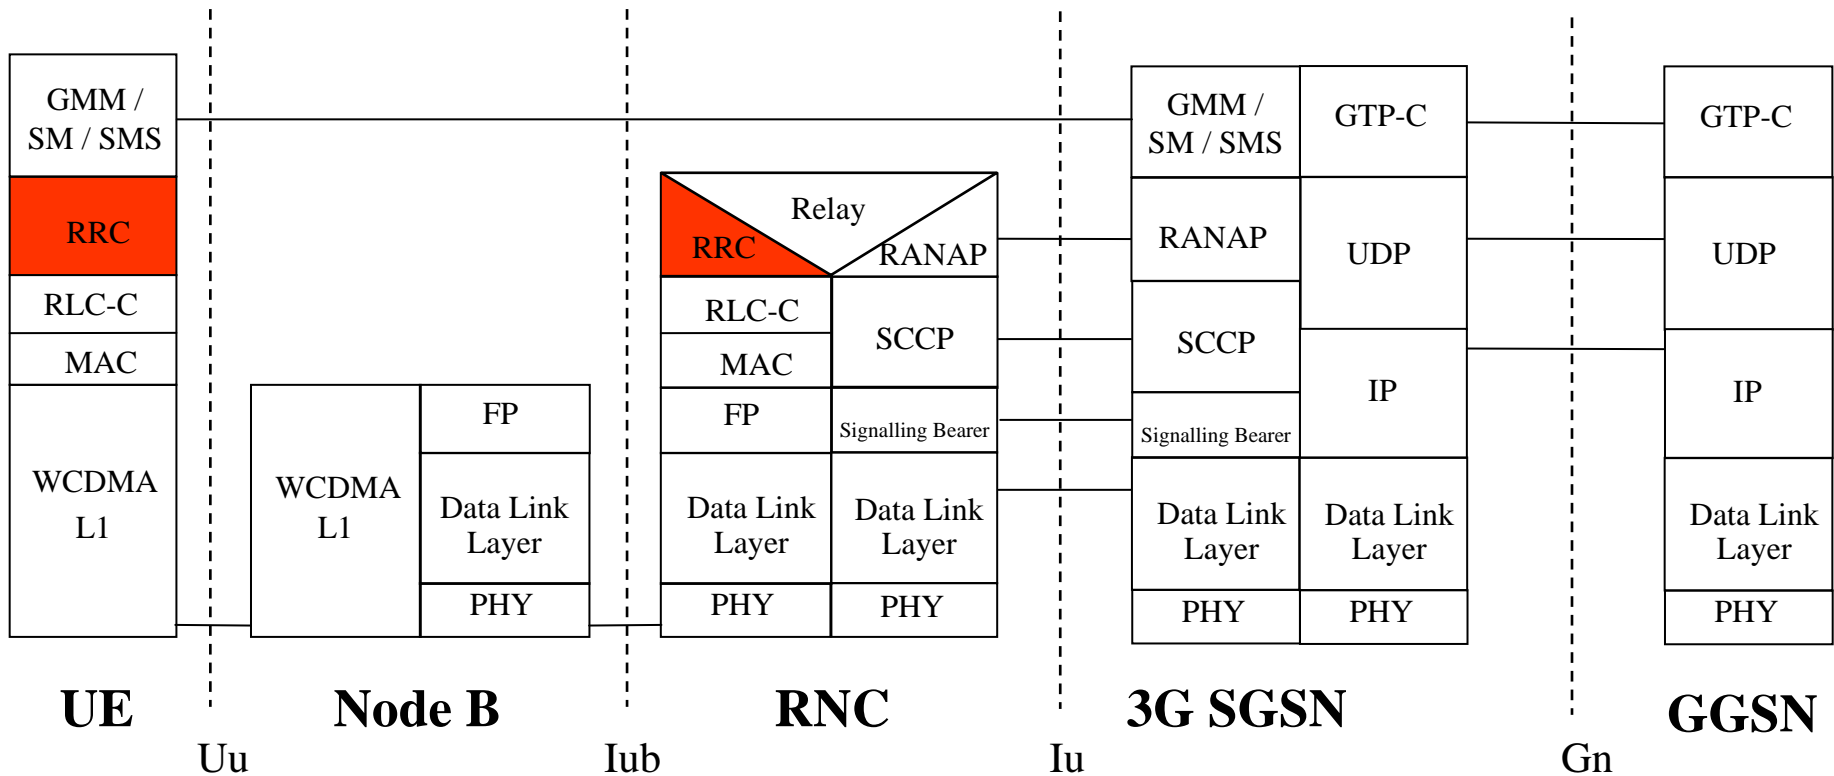 GMM /
SM / SMS
RRC
RLC-C
MAC
WCDMA
L1
WCDMA
L1
FP
Data Link
Layer
PHY
Relay
RRC
RANAP
RLC-C
MAC
FP
Data Link
Layer
PHY
SCCP
Signalling Bearer
Data Link
Layer
PHY
GMM /
SM / SMS
RANAP
SCCP
Signalling Bearer
Data Link
Layer
PHY
GTP-C
UDP
IP
Data Link
Layer
PHY
GTP-C
UDP
IP
Data Link
Layer
PHY
UE
Node B
RNC
3G SGSN
GGSN
Uu
Iub
Iu
Gn